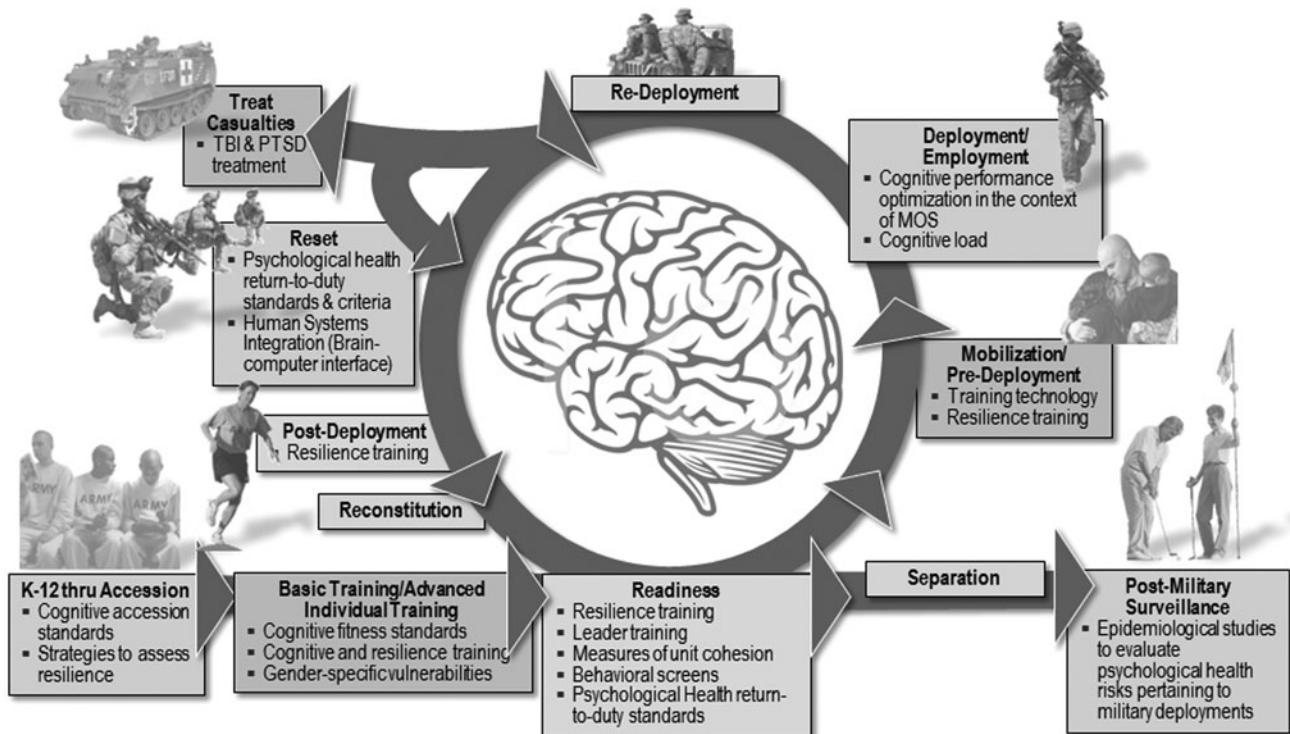 Re-Deployment
Treat
Casualties
▪ TBI & PTSD
treatment
Deployment/
Employment
▪ Cognitive performance
optimization in the context
of MOS
▪ Cognitive load
Reset
▪ Psychological health
return-to-duty
standards & criteria
▪ Human Systems
Integration (Brain-
computer interface)
Mobilization/
Pre-Deployment
▪ Training technology
▪ Resilience training
Post-Deployment
▪ Resilience training
ARMY
ARMY
ARMY
Reconstitution
K-12 thru Accession
▪ Cognitive accession
standards
▪ Strategies to assess
resilience
Basic Training/Advanced
Individual Training
▪ Cognitive fitness standards
▪ Cognitive and resilience training
▪ Gender-specific vulnerabilities
Readiness
▪ Resilience training
▪ Leader training
▪ Measures of unit cohesion
▪ Behavioral screens
▪ Psychological Health return-
to-duty standards
Separation
Post-Military
Surveillance
▪ Epidemiological studies
to evaluate
psychological health
risks pertaining to
military deployments